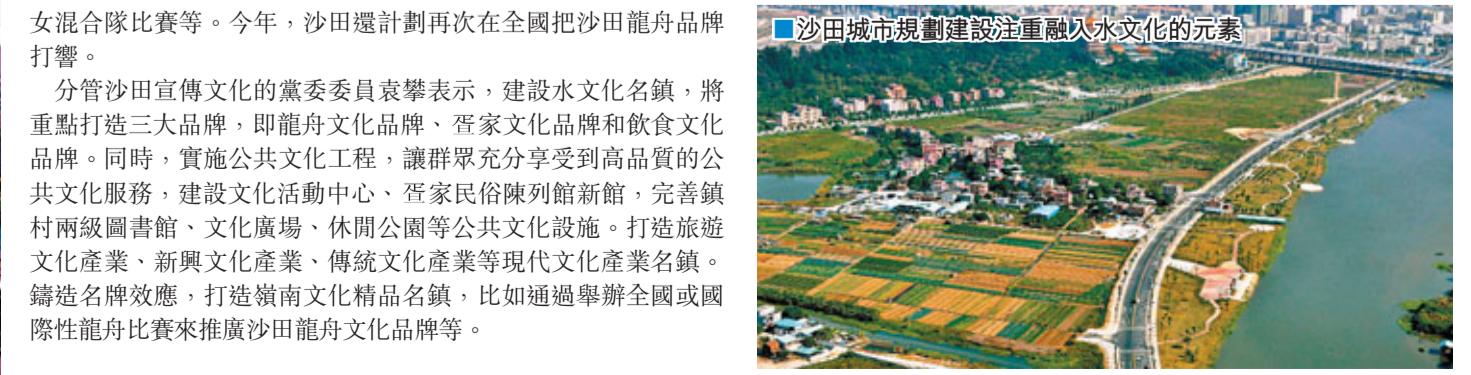 女混合隊比賽等。今年，沙田還計劃再次在全國把沙田龍舟品牌
打響。
分管沙田宣傳文化的黨委委員袁攀表示，建設水文化名鎮，將
重點打造三大品牌，即龍舟文化品牌、疍家文化品牌和飲食文化
品牌。同時，實施公共文化工程，讓群眾充分享受到高品質的公
共文化服務，建設文化活動中心、疍家民俗陳列館新館，完善鎮
村兩級圖書館、文化廣場、休閒公園等公共文化設施。打造旅遊
文化產業、新興文化產業、傳統文化產業等現代文化產業名鎮。
鑄造名牌效應，打造嶺南文化精品名鎮，比如通過舉辦全國或國
際性龍舟比賽來推廣沙田龍舟文化品牌等。
■沙田城市規劃建設注重融入水文化的元素